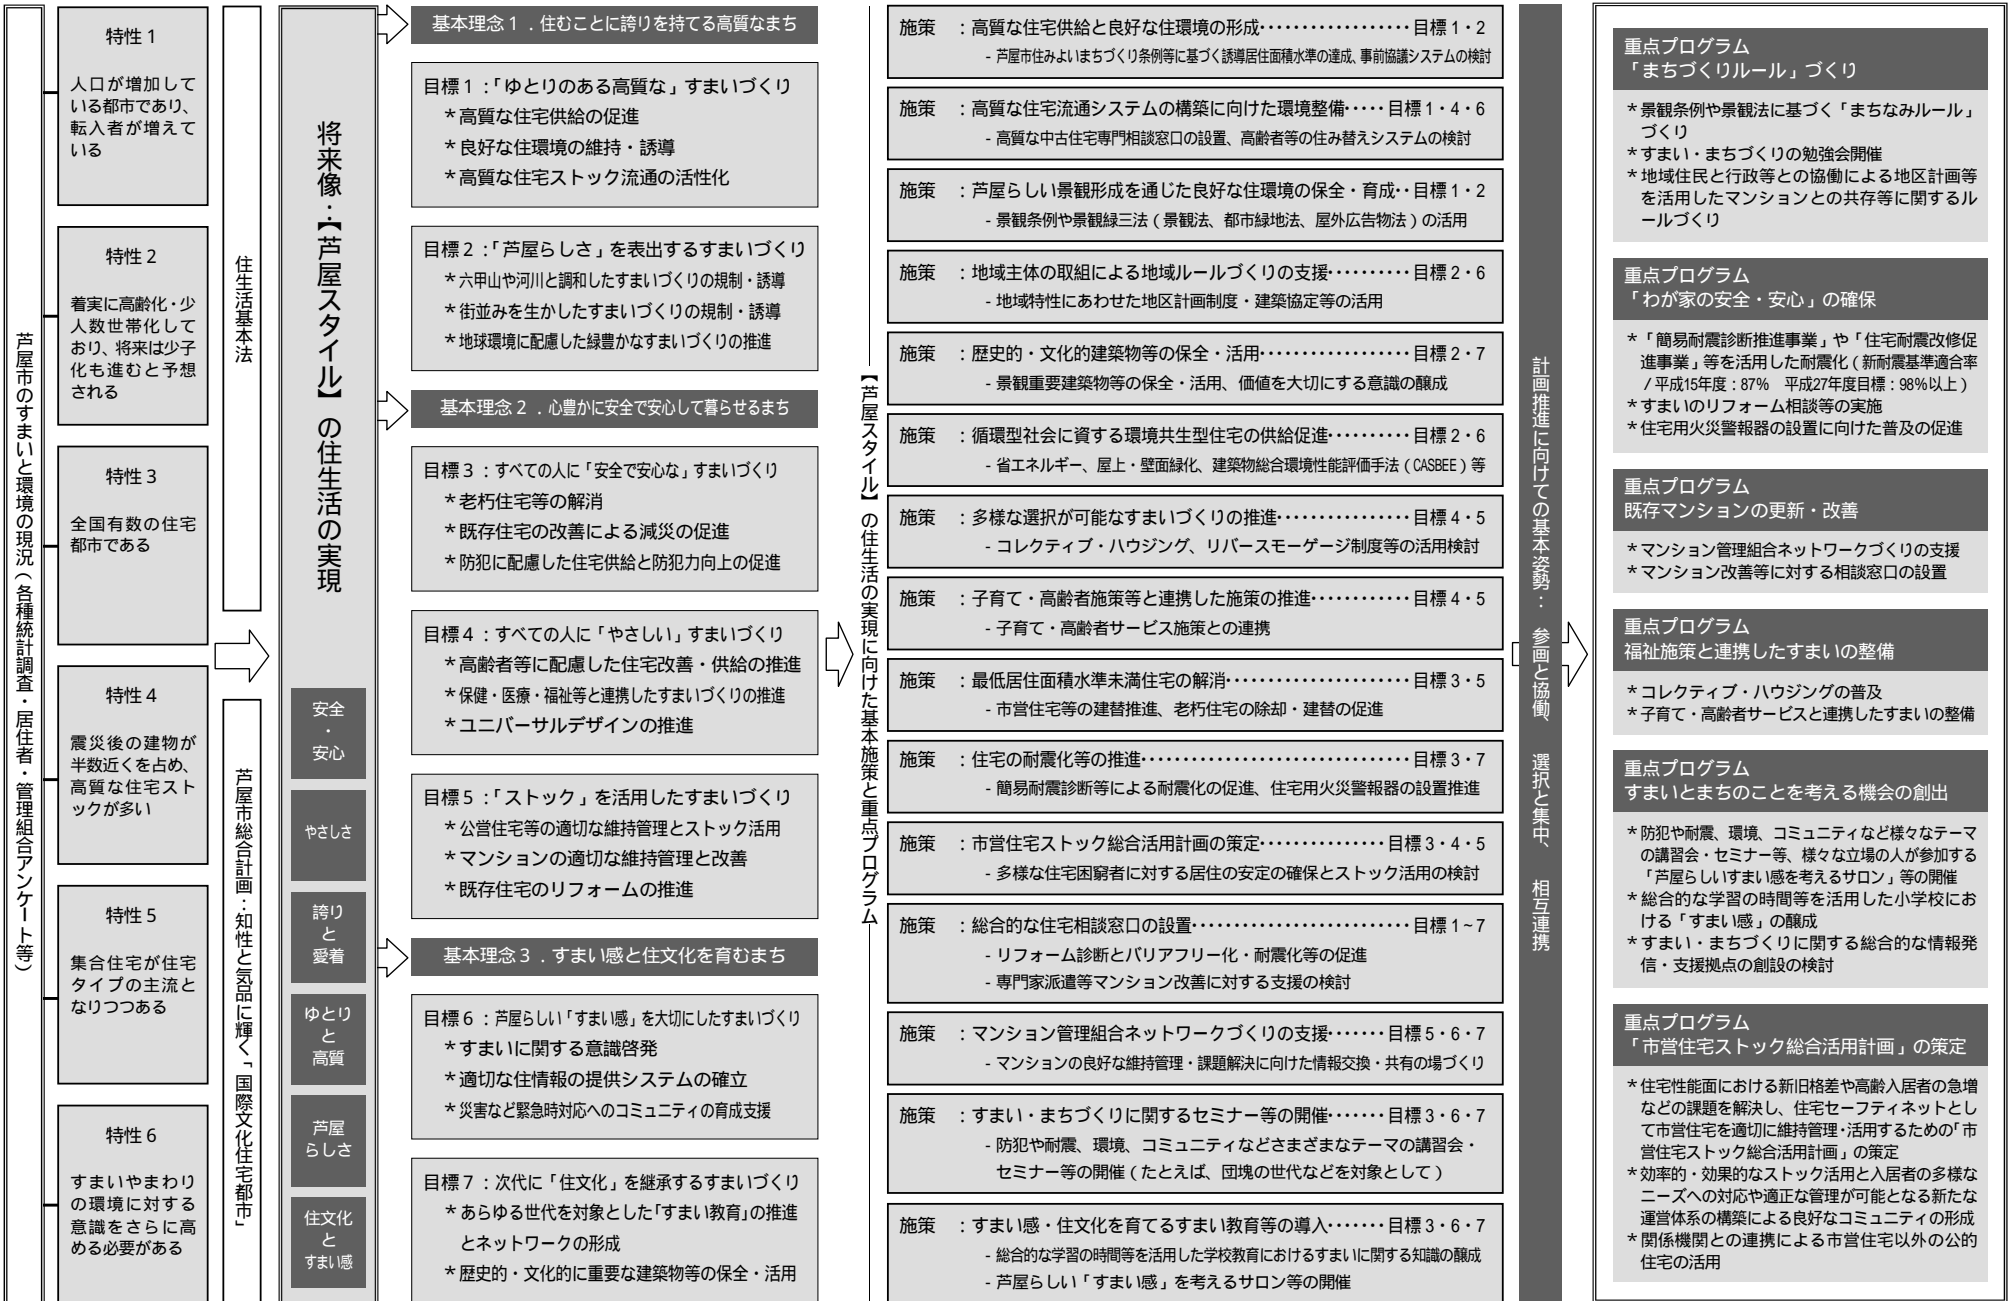 芦屋市のすまいと環境の現況（各種統計調査・居住者・管理組合アンケート等）
特性１
人口が増加して
いる都市であり、
転入者が増えて
いる
特性２
着実に高齢化・少
人数世帯化して
おり、将来は少子
化も進むと予想
される
特性３
全国有数の住宅
都市である
特性４
震災後の建物が
半数近くを占め、
高質な住宅スト
ックが多い
特性５
集合住宅が住宅
タイプの主流と
なりつつある
特性６
すまいやまわり
の環境に対する
意識をさらに高
める必要がある
住生活基本法
芦屋市総合計画：知性と気品に輝く「国際文化住宅都市」
将来像：【芦屋スタイル】の住生活の実現
安全
・
安心
やさしさ
誇り
と
愛着
ゆとり
と
高質
芦屋
らしさ
住文化
と
すまい感
基本理念１．住むことに誇りを持てる高質なまち
目標１：「ゆとりのある高質な」すまいづくり
＊高質な住宅供給の促進
＊良好な住環境の維持・誘導
＊高質な住宅ストック流通の活性化
目標２：「芦屋らしさ」を表出するすまいづくり
＊六甲山や河川と調和したすまいづくりの規制・誘導
＊街並みを生かしたすまいづくりの規制・誘導
＊地球環境に配慮した緑豊かなすまいづくりの推進
基本理念２．心豊かに安全で安心して暮らせるまち
目標３：すべての人に「安全で安心な」すまいづくり
＊老朽住宅等の解消
＊既存住宅の改善による減災の促進
＊防犯に配慮した住宅供給と防犯力向上の促進
目標４：すべての人に「やさしい」すまいづくり
＊高齢者等に配慮した住宅改善・供給の推進
＊保健・医療・福祉等と連携したすまいづくりの推進
＊ユニバーサルデザインの推進
目標５：「ストック」を活用したすまいづくり
＊公営住宅等の適切な維持管理とストック活用
＊マンションの適切な維持管理と改善
＊既存住宅のリフォームの推進
基本理念３．すまい感と住文化を育むまち
目標６：芦屋らしい「すまい感」を大切にしたすまいづくり
＊すまいに関する意識啓発
＊適切な住情報の提供システムの確立
＊災害など緊急時対応へのコミュニティの育成支援
目標７：次代に「住文化」を継承するすまいづくり
＊あらゆる世代を対象とした「すまい教育」の推進
とネットワークの形成
＊歴史的・文化的に重要な建築物等の保全・活用
【芦屋スタイル】の住生活の実現に向けた基本施策と重点プログラム
施策　：高質な住宅供給と良好な住環境の形成･･････････････････目標１・２
- 芦屋市住みよいまちづくり条例等に基づく誘導居住面積水準の達成、事前協議システムの検討
施策　：高質な住宅流通システムの構築に向けた環境整備･････目標１・４・６
- 高質な中古住宅専門相談窓口の設置、高齢者等の住み替えシステムの検討
施策　：芦屋らしい景観形成を通じた良好な住環境の保全・育成･･目標１・２
- 景観条例や景観緑三法（景観法、都市緑地法、屋外広告物法）の活用
施策　：地域主体の取組による地域ルールづくりの支援･･････････目標２・６
- 地域特性にあわせた地区計画制度・建築協定等の活用
施策　：歴史的・文化的建築物等の保全・活用･･････････････････目標２・７
- 景観重要建築物等の保全・活用、価値を大切にする意識の醸成
施策　：循環型社会に資する環境共生型住宅の供給促進･･････････目標２・６
- 省エネルギー、屋上・壁面緑化、建築物総合環境性能評価手法（CASBEE）等
施策　：多様な選択が可能なすまいづくりの推進････････････････目標４・５
- コレクティブ・ハウジング、リバースモーゲージ制度等の活用検討
施策　：子育て・高齢者施策等と連携した施策の推進････････････目標４・５
- 子育て・高齢者サービス施策との連携
施策　：最低居住面積水準未満住宅の解消･･････････････････････目標３・５
- 市営住宅等の建替推進、老朽住宅の除却・建替の促進
施策　：住宅の耐震化等の推進････････････････････････････････目標３・７
- 簡易耐震診断等による耐震化の促進、住宅用火災警報器の設置推進
施策　：市営住宅ストック総合活用計画の策定･･･････････････目標３・４・５
- 多様な住宅困窮者に対する居住の安定の確保とストック活用の検討
施策　：総合的な住宅相談窓口の設置･･････････････････････････目標１~７
- リフォーム診断とバリアフリー化・耐震化等の促進
- 専門家派遣等マンション改善に対する支援の検討
施策　：マンション管理組合ネットワークづくりの支援･･･････目標５・６・７
- マンションの良好な維持管理・課題解決に向けた情報交換・共有の場づくり
施策　：すまい・まちづくりに関するセミナー等の開催･･･････目標３・６・７
- 防犯や耐震、環境、コミュニティなどさまざまなテーマの講習会・
セミナー等の開催（たとえば、団塊の世代などを対象として）
施策　：すまい感・住文化を育てるすまい教育等の導入･･･････目標３・６・７
- 総合的な学習の時間等を活用した学校教育におけるすまいに関する知識の醸成
- 芦屋らしい「すまい感」を考えるサロン等の開催
計画推進に向けての基本姿勢：　参画と協働、　選択と集中、　相互連携
重点プログラム
「まちづくりルール」づくり
＊景観条例や景観法に基づく「まちなみルール」
づくり
＊すまい・まちづくりの勉強会開催
＊地域住民と行政等との協働による地区計画等
を活用したマンションとの共存等に関するル
ールづくり
重点プログラム
「わが家の安全・安心」の確保
＊「簡易耐震診断推進事業」や「住宅耐震改修促
進事業」等を活用した耐震化（新耐震基準適合率
／平成15年度：87%　平成27年度目標：98%以上）
＊すまいのリフォーム相談等の実施
＊住宅用火災警報器の設置に向けた普及の促進
重点プログラム
既存マンションの更新・改善
＊マンション管理組合ネットワークづくりの支援
＊マンション改善等に対する相談窓口の設置
重点プログラム
福祉施策と連携したすまいの整備
＊コレクティブ・ハウジングの普及
＊子育て・高齢者サービスと連携したすまいの整備
重点プログラム
すまいとまちのことを考える機会の創出
＊防犯や耐震、環境、コミュニティなど様々なテーマ
の講習会・セミナー等、様々な立場の人が参加する
「芦屋らしいすまい感を考えるサロン」等の開催
＊総合的な学習の時間等を活用した小学校にお
ける「すまい感」の醸成
＊すまい・まちづくりに関する総合的な情報発
信・支援拠点の創設の検討
重点プログラム
「市営住宅ストック総合活用計画」の策定
＊住宅性能面における新旧格差や高齢入居者の急増
などの課題を解決し、住宅セーフティネットとし
て市営住宅を適切に維持管理・活用するための「市
営住宅ストック総合活用計画」の策定
＊効率的・効果的なストック活用と入居者の多様な
ニーズへの対応や適正な管理が可能となる新たな
運営体系の構築による良好なコミュニティの形成
＊関係機関との連携による市営住宅以外の公的
住宅の活用